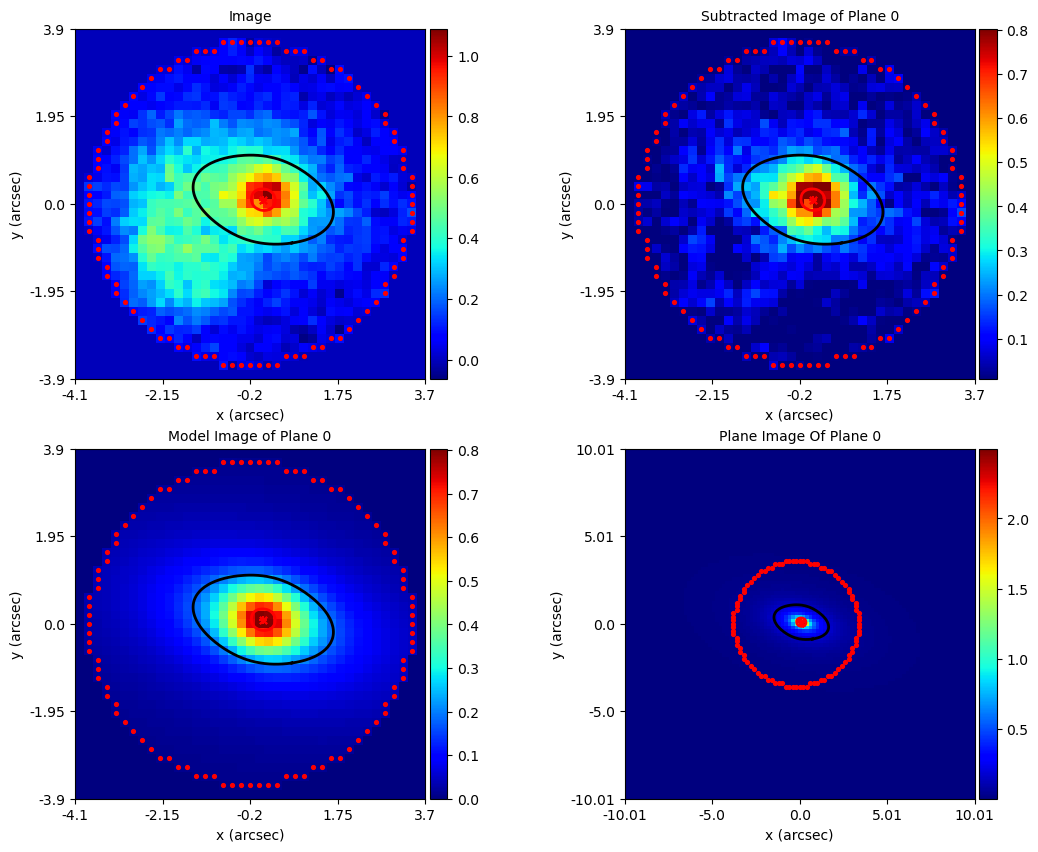 Image
3.9
1.95
0.0
-1.95
-3.9
y (arcsec)
-4.1 -2.15 -0.2 1.75 3.7
x (arcsec)
1.0
0.8
0.6
0.4
0.2
0.0
Subtracted Image of Plane 0
3.9
1.95
0.0
-1.95
-3.9
y (arcsec)
-4.1 -2.15 -0.2 1.75 3.7
x (arcsec)
0.8
0.7
0.6
0.5
0.4
0.3
0.2
0.1
Model Image of Plane 0
3.9
1.95
0.0
-1.95
-3.9
y (arcsec)
-4.1 -2.15 -0.2 1.75 3.7
x (arcsec)
0.8
0.7
0.6
0.5
0.4
0.3
0.2
0.1
0.0
Plane Image Of Plane 0
10.01
5.01
0.0
-5.0
-10.01
y (arcsec)
-10.01 -5.0 0.0 5.01 10.01
x (arcsec)
2.0
1.5
1.0
0.5